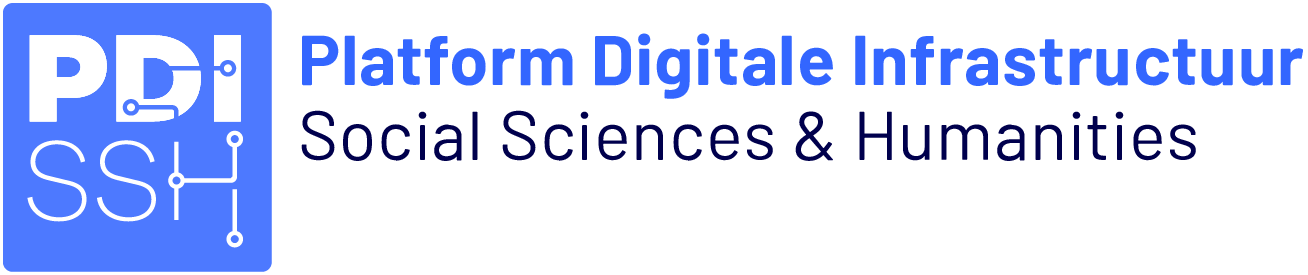 PDI
SSH
Platform Digitale Infrastructuur
Social Sciences & Humanities